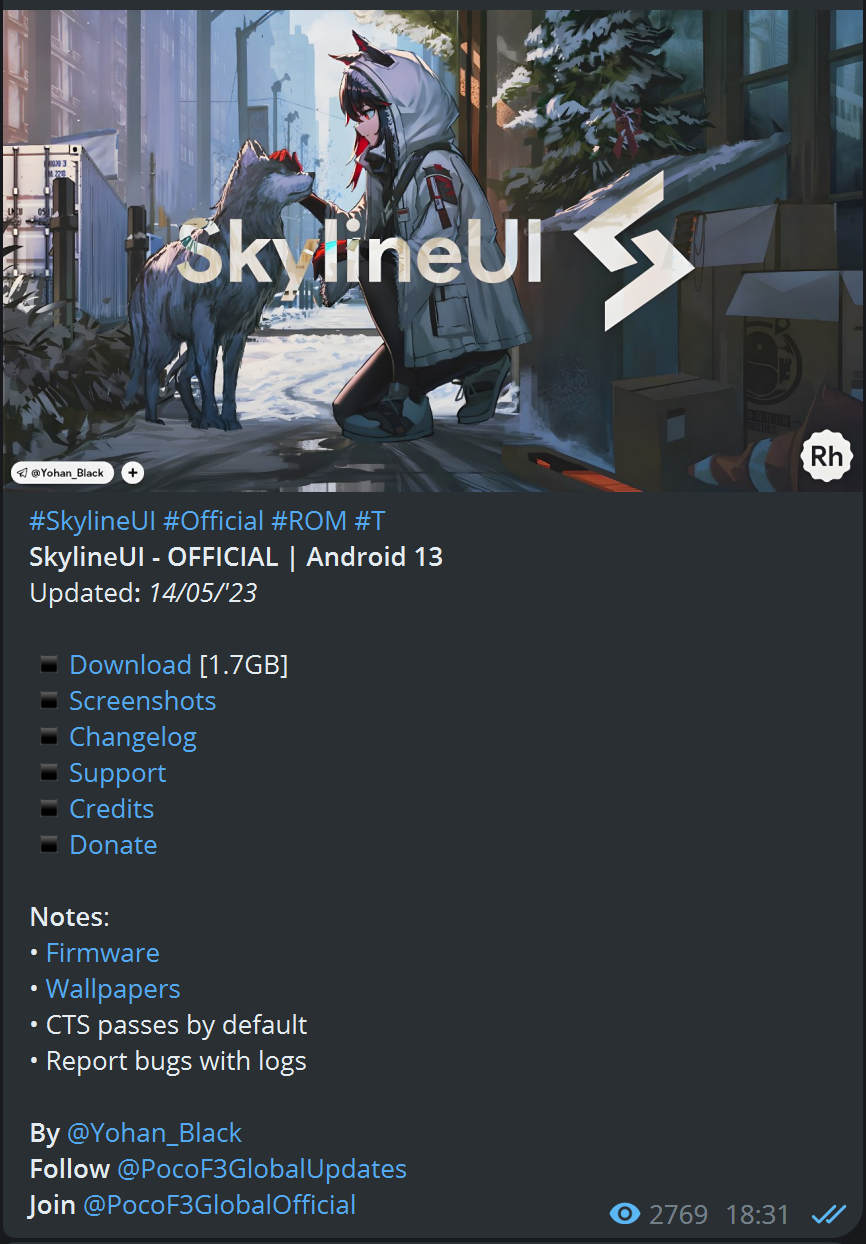 SkylineUI
@Yohan_Black +
Rh
#SkylineUI #Official #ROM #T
SkylineUI - OFFICIAL | Android 13
Updated: 14/05/'23
▪️ Download [1.7GB]
▪️ Screenshots
▪️ Changelog
▪️ Support
▪️ Credits
▪️ Donate
Notes:
• Firmware
• Wallpapers
• CTS passes by default
• Report bugs with logs
By @Yohan_Black
Follow @PocoF3GlobalUpdates
Join @PocoF3GlobalOfficial
2769 18:31